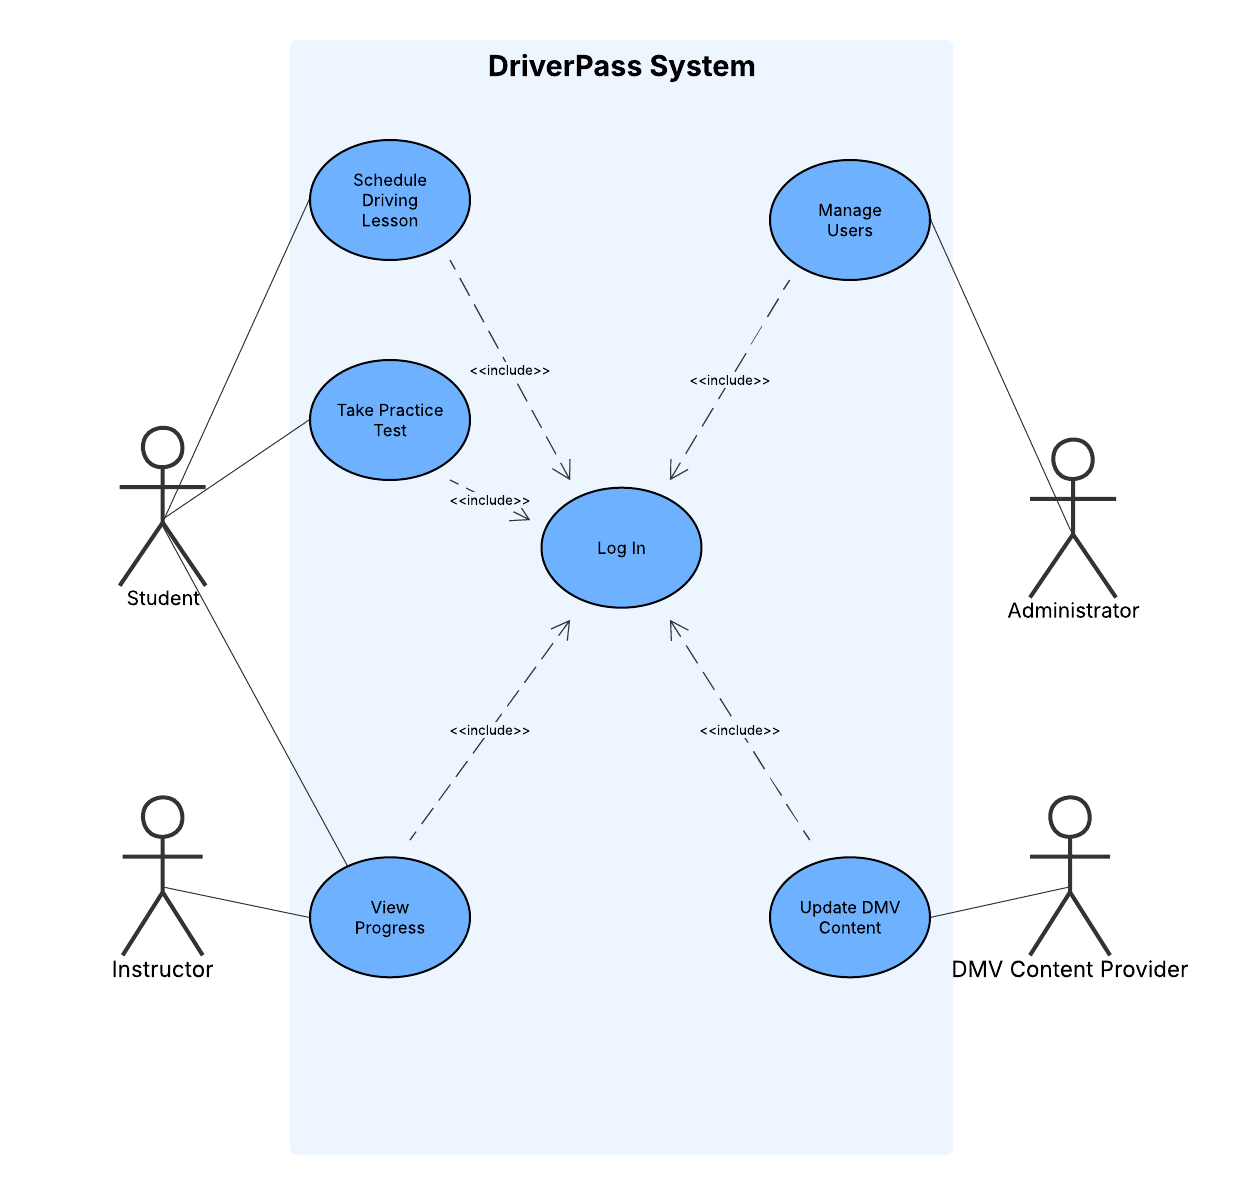 DriverPass System
Schedule
Driving
Lesson
Manage
Users
<<include>>
<<include>>
Take Practice
Test
<<include>>
Log In
Student
Administrator
<<include>>
<<include>>
View
Progress
Update DMV
Content
Instructor
DMV Content Provider